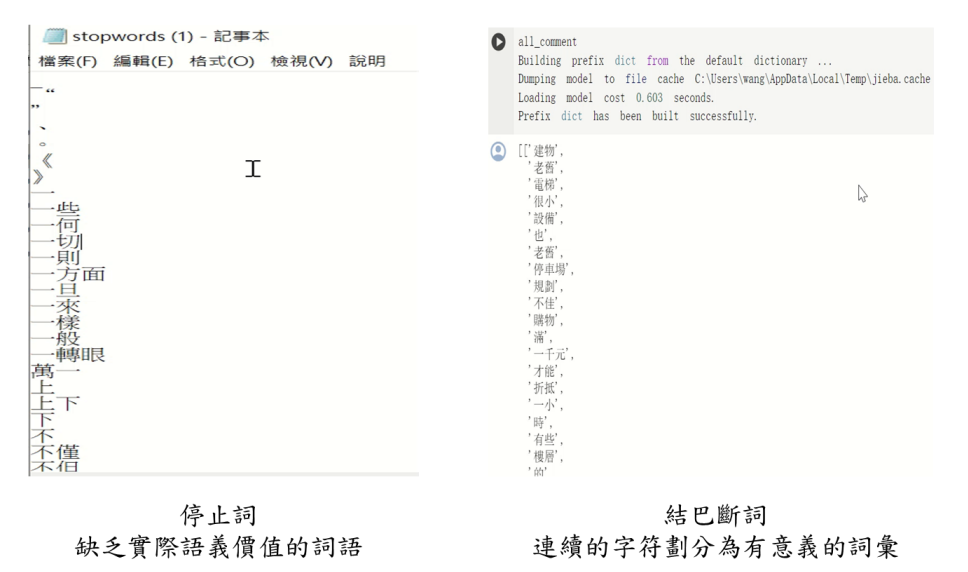 stopwords (1) - 記事本
檔案(F) 編輯(E) 格式(O) 檢視(V) 說明
“
”
、
。
《
》
一
一些
一何
一切
一則
一方面
一旦
一來
一樣
一般
一轉眼
萬一
上
上下
下
不
不僅
不但
停止詞
缺乏實際語義價值的詞語
all_comment
Building prefix dict from the default dictionary ...
Dumping model to file cache C:\Users\wang\AppData\Local\Temp\jieba.cache
Loading model cost 0.603 seconds.
Prefix dict has been built successfully.
[['建物',
'老舊',
'電梯',
'很小',
'設備',
'也',
'老舊',
'停車場',
'規劃',
'不佳',
'購物',
'滿',
'一千元',
'才能',
'折抵',
'一小',
'時',
'有些',
'樓層',
'的'
結巴斷詞
連續的字符劃分為有意義的詞彙